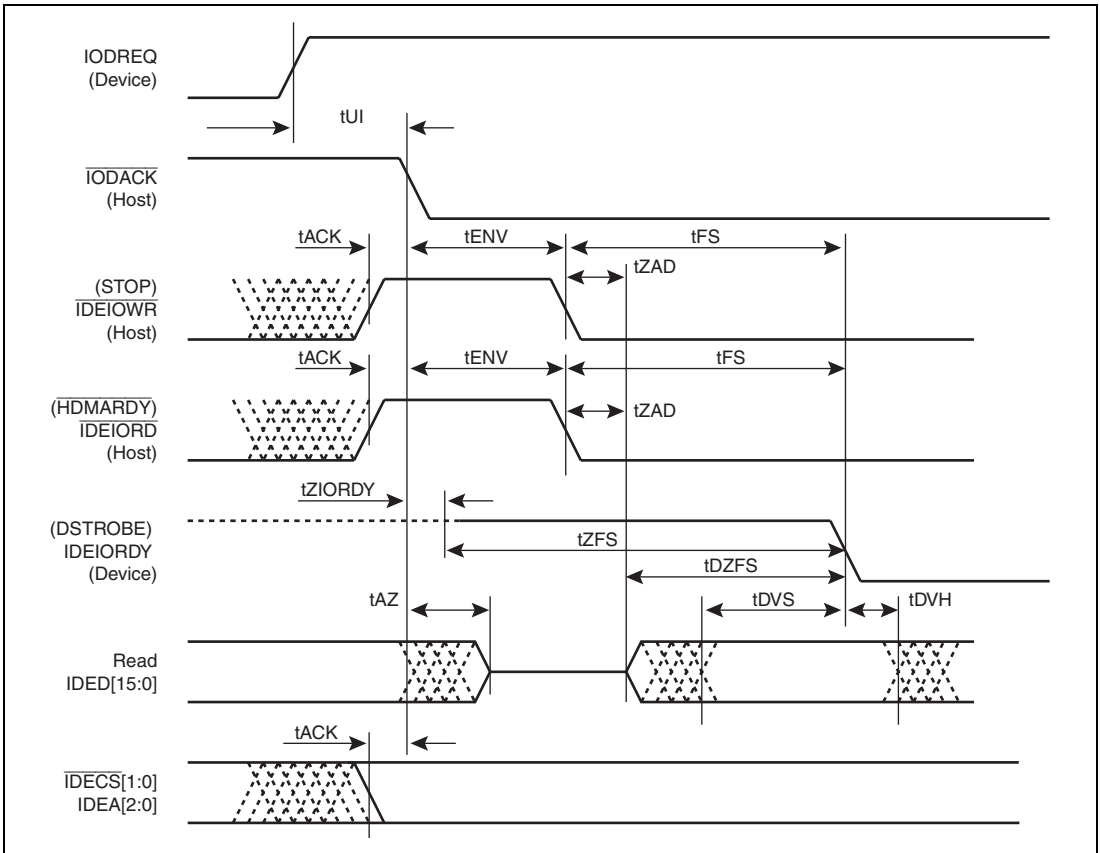 IODREQ
(Device)
tUI
IODACK
(Host)
tACK
tENV
tFS
tZAD
(STOP)
IDEIOWR
(Host)
tACK
tENV
tFS
tZAD
(HDMARDY)
IDEIORD
(Host)
tZIORDY
(DSTROBE)
IDEIORDY
(Device)
tZFS
tDZFS
tAZ
tDVS
tDVH
Read
IDED[15:0]
tACK
IDECS[1:0]
IDEA[2:0]